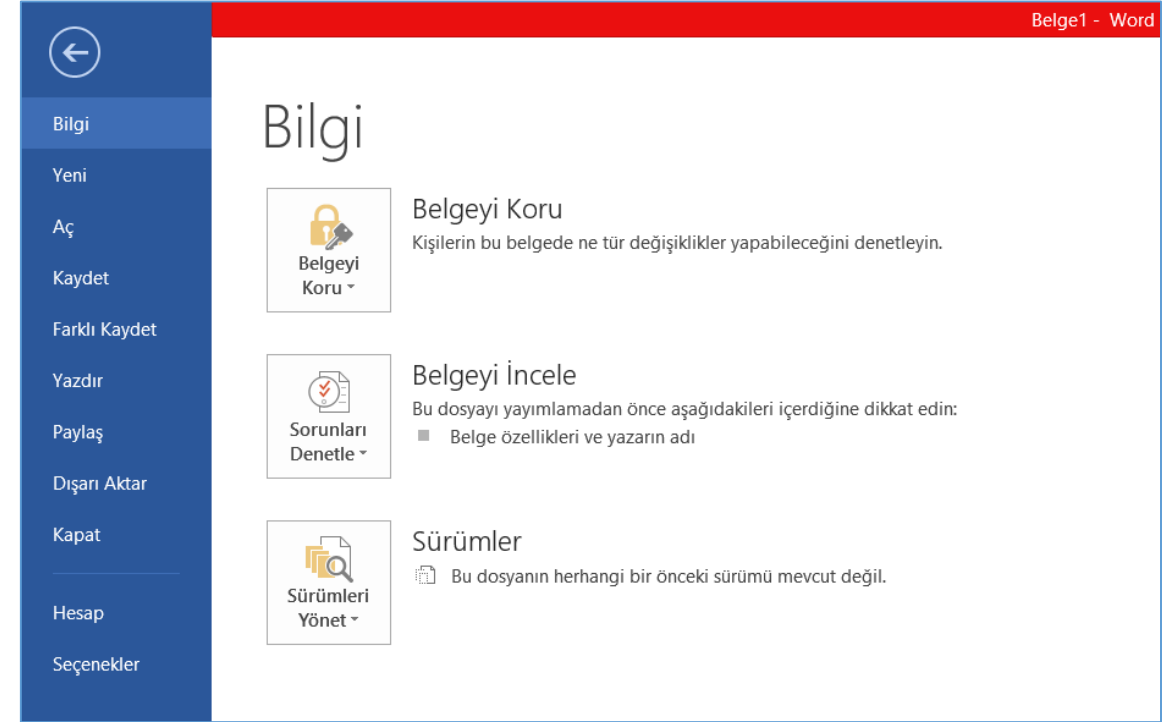 Belge1 - Word
Bilgi
Yeni
Aç
Kaydet
Farklı Kaydet
Yazdır
Paylaş
Dışarı Aktar
Kapat
Hesap
Seçenekler
Bilgi
Belgeyi
Koru
Belgeyi Koru
Kişilerin bu belgede ne tür değişiklikler yapabileceğini denetleyin.
Sorunları
Denetle
Belgeyi İncele
Bu dosyayı yayımlamadan önce aşağıdakileri içerdiğine dikkat edin:
Belge özellikleri ve yazarın adı
Sürümleri
Yönet
Sürümler
Bu dosyanın herhangi bir önceki sürümü mevcut değil.